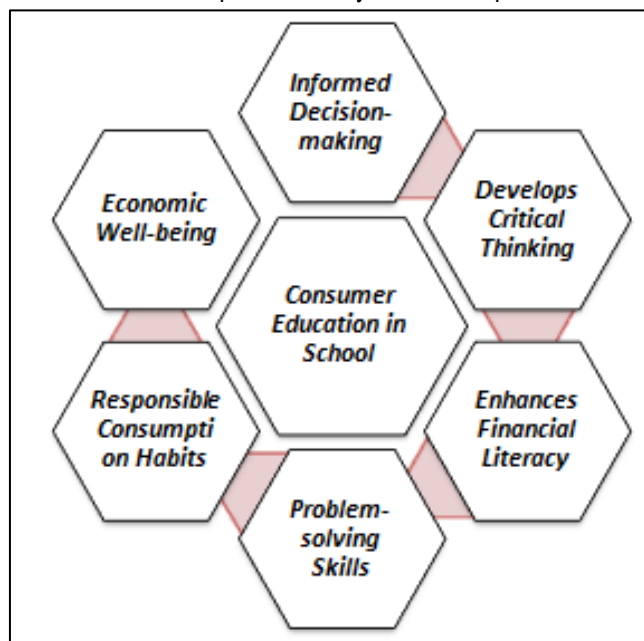 Informed
Decision-
making
Develops
Critical
Thinking
Enhances
Financial
Literacy
Problem-
solving
Skills
Responsible
Consumpti
on Habits
Economic
Well-being
Consumer
Education in
School